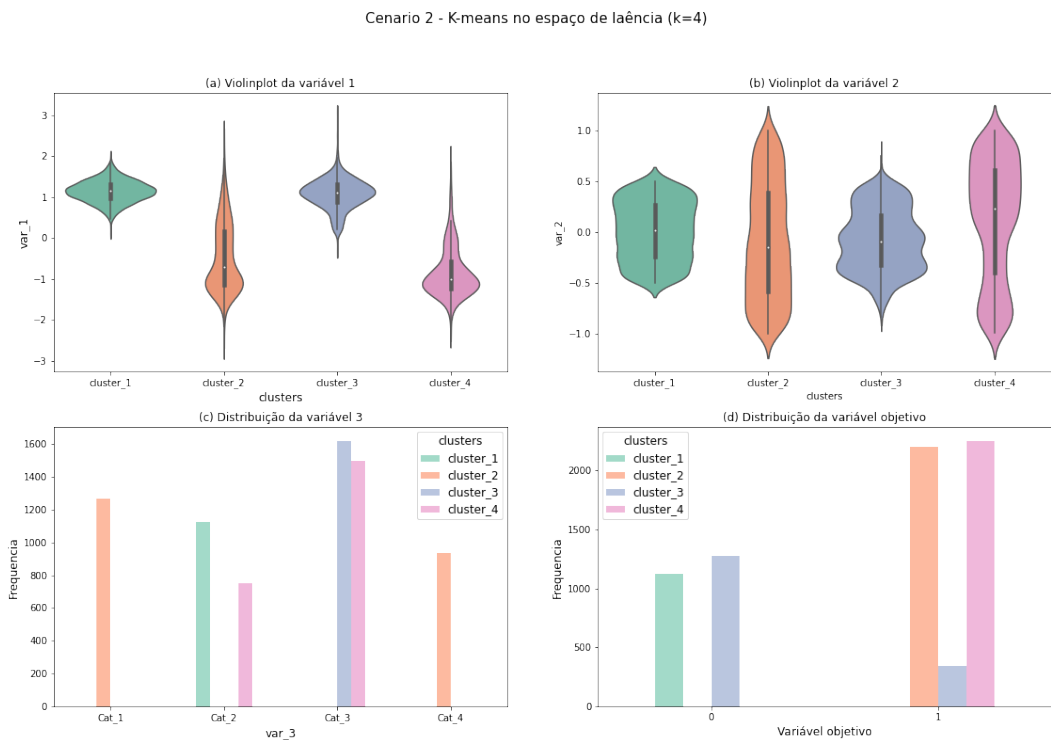 Cenario 2 - K-means no espaço de laência (k=4)
(a) Violinplot da variável 1
var_1
3
2
1
0
−1
−2
−3
cluster_1 cluster_2 cluster_3 cluster_4
clusters
(b) Violinplot da variável 2
var_2
1.0
0.5
0.0
−0.5
−1.0
cluster_1 cluster_2 cluster_3 cluster_4
clusters
(c) Distribuição da variável 3
Frequencia
1600
1400
1200
1000
800
600
400
200
0
clusters
cluster_1
cluster_2
cluster_3
cluster_4
Cat_1 Cat_2 Cat_3 Cat_4
var_3
(d) Distribuição da variável objetivo
Frequencia
2000
1500
1000
500
0
clusters
cluster_1
cluster_2
cluster_3
cluster_4
0 1
Variável objetivo